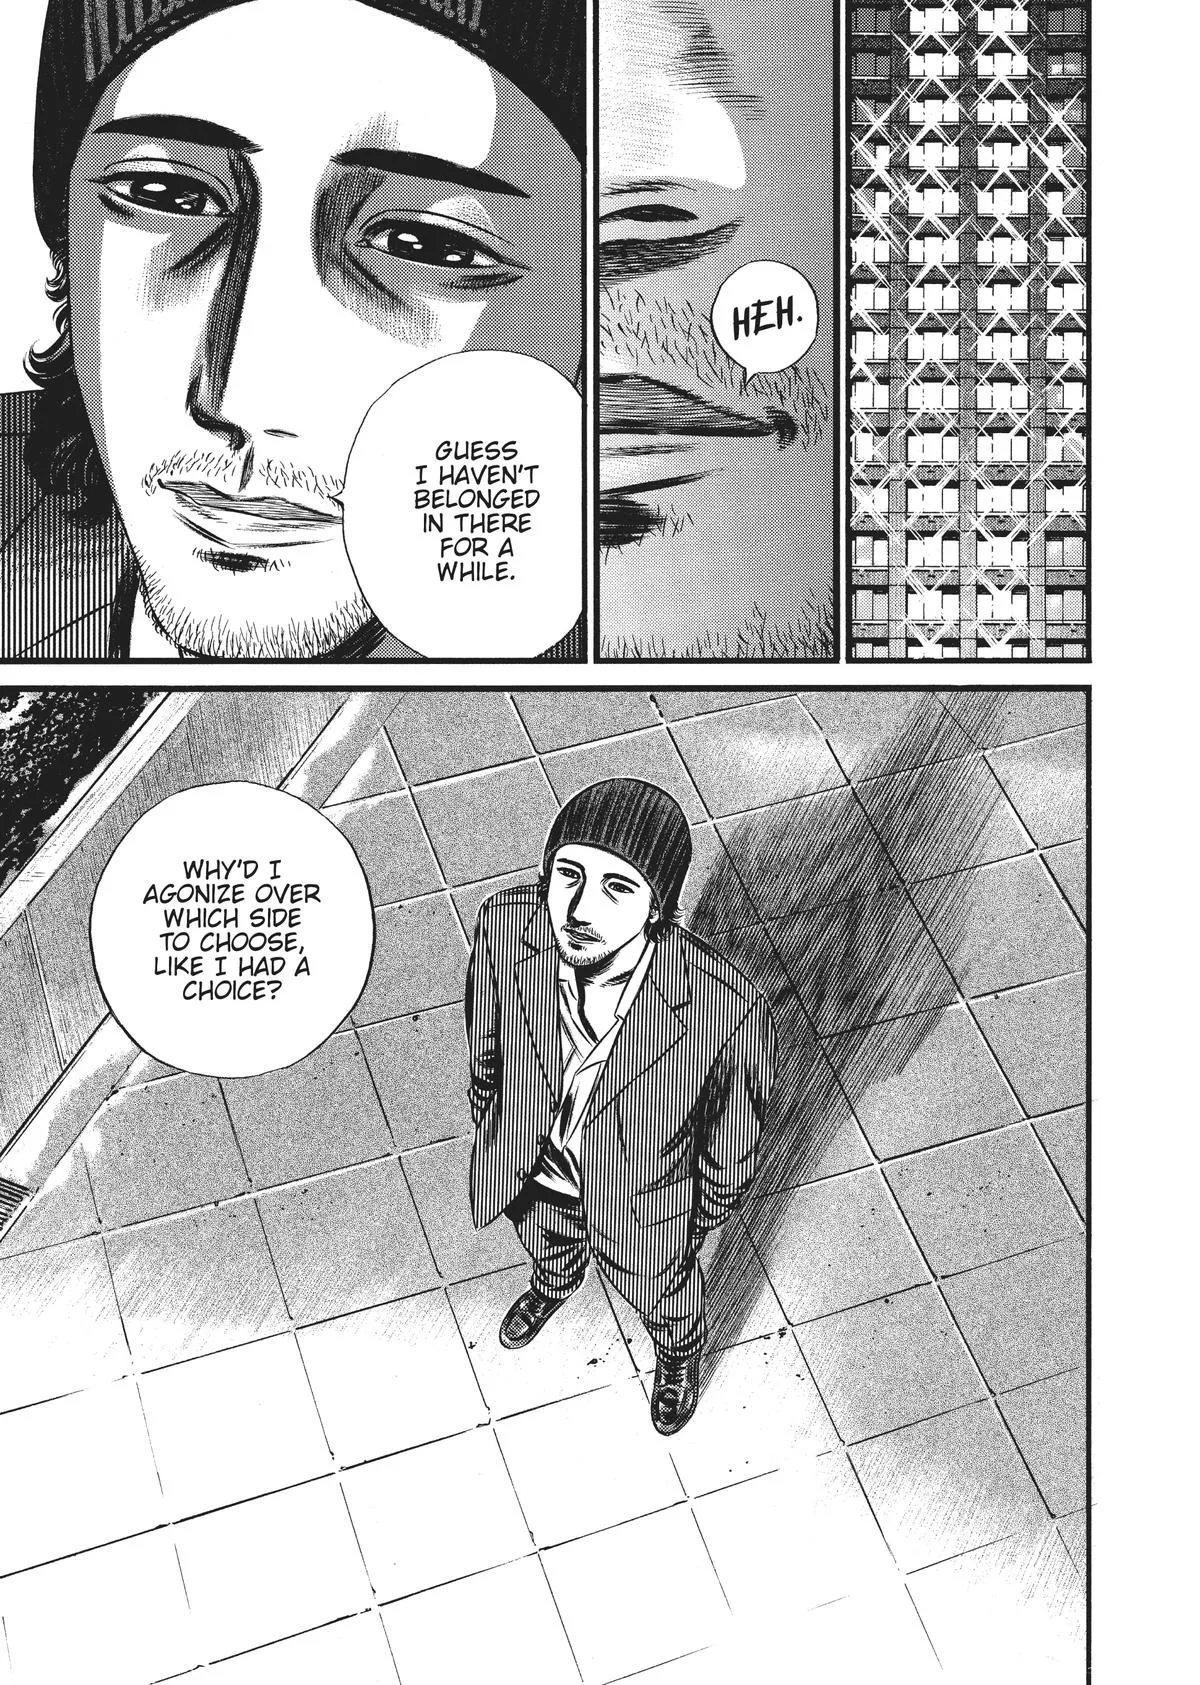 HEH.
GUESS
I HAVEN'T
BELONGED
IN THERE
FOR A
WHILE.
WHY'D I
AGONIZE OVER
WHICH SIDE
TO CHOOSE,
LIKE I HAD A
CHOICE?